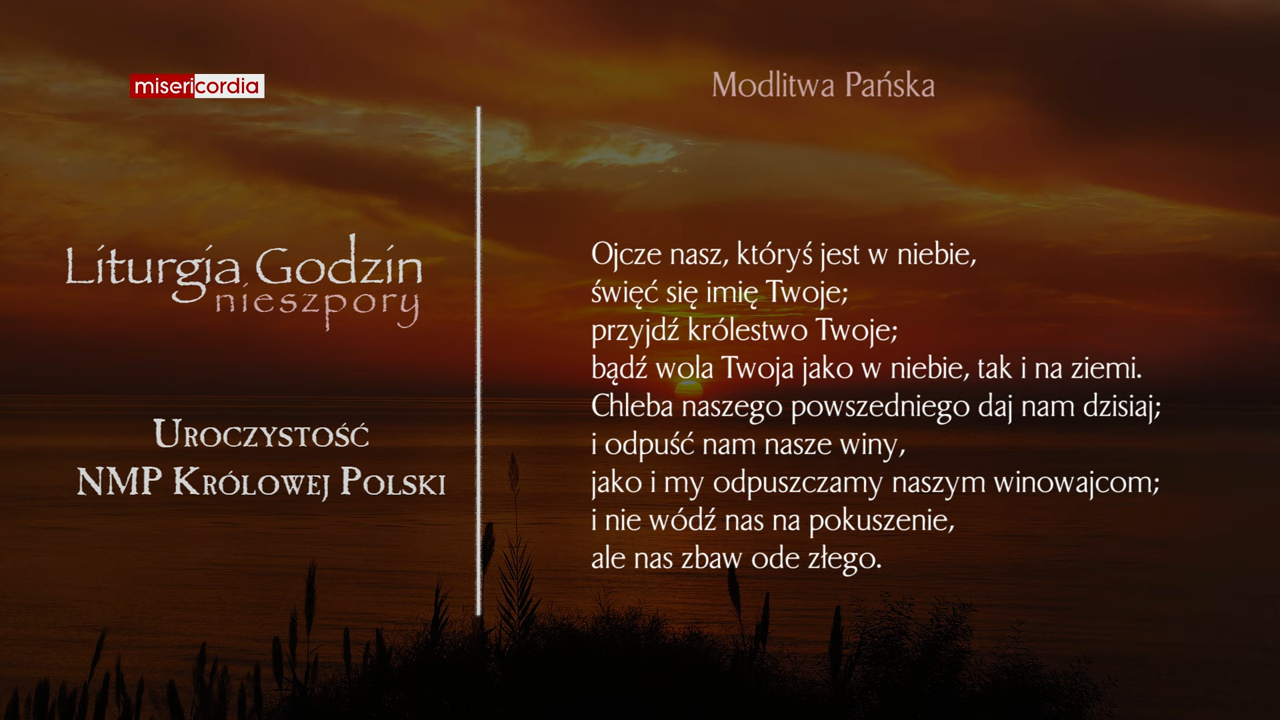 misericordia
Liturgia Godzin
nieszpory
Uroczystość
NMP Królowej Polski
Modlitwa Pańska
Ojcze nasz, któryś jest w niebie,
święć się imię Twoje;
przyjdź królestwo Twoje;
bądź wola Twoja jako w niebie, tak i na ziemi.
Chleba naszego powszedniego daj nam dzisiaj;
i odpuść nam nasze winy,
jako i my odpuszczamy naszym winowajcom;
i nie wódź nas na pokuszenie,
ale nas zbaw ode złego.